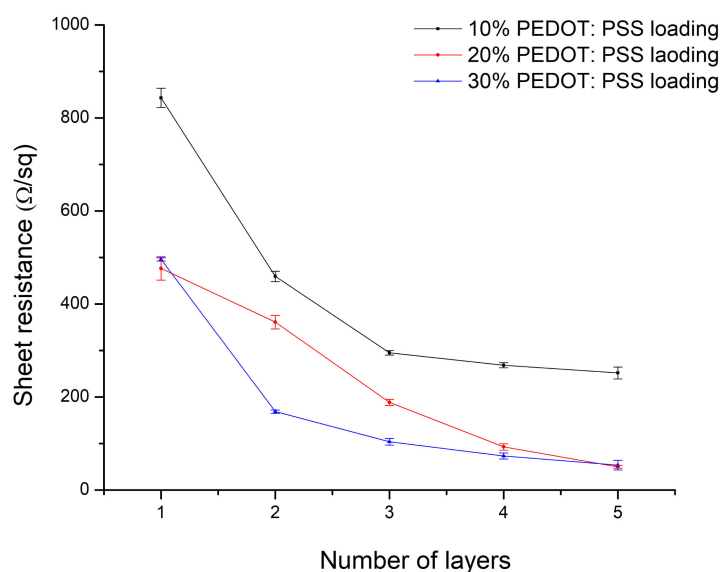 1000
800
600
400
200
0
Sheet resistance (Ω/sq)
10% PEDOT: PSS loading
20% PEDOT: PSS laoding
30% PEDOT: PSS loading
1 2 3 4 5
Number of layers